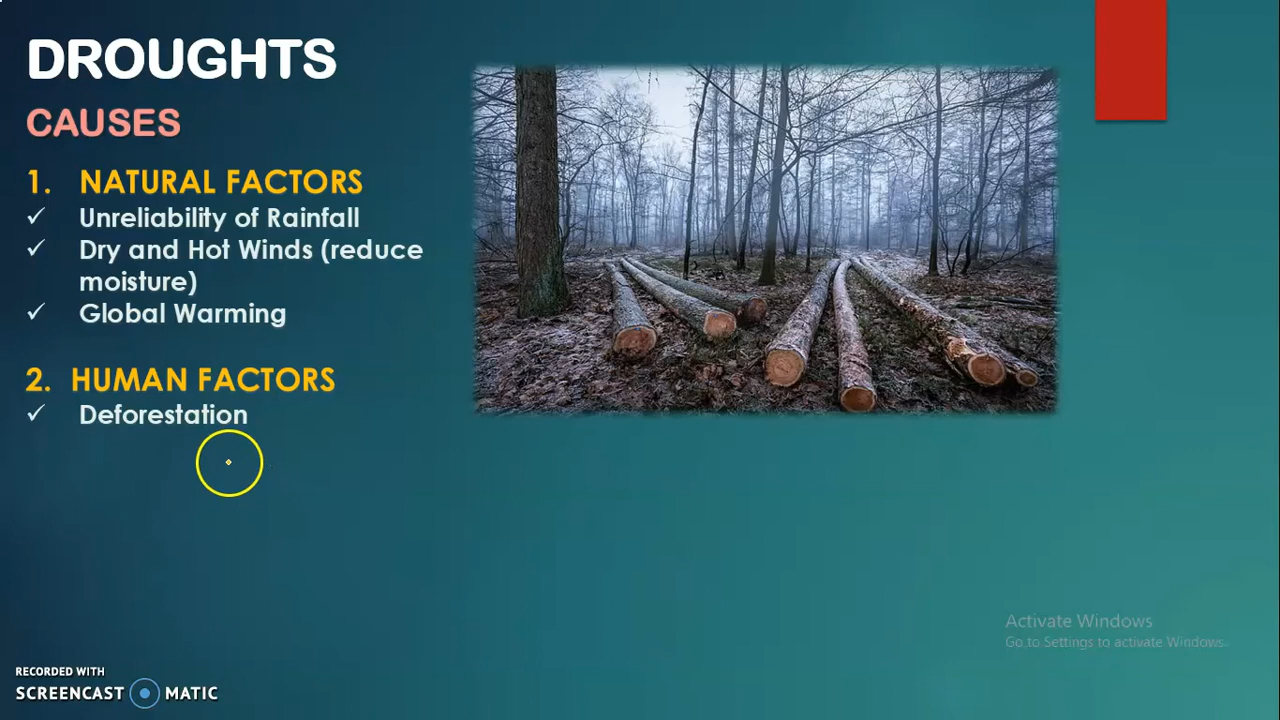 DROUGHTS
CAUSES
1. NATURAL FACTORS
✓ Unreliability of Rainfall
✓ Dry and Hot Winds (reduce
moisture)
✓ Global Warming
2. HUMAN FACTORS
✓ Deforestation
Activate Windows
Go to Settings to activate Windows.
RECORDED WITH
SCREENCAST MATIC